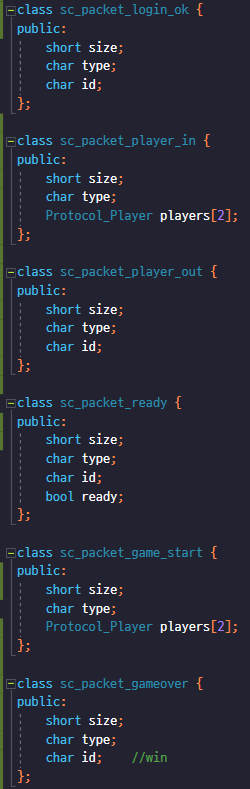 class sc_packet_login_ok {
public:
short size;
char type;
char id;
};
class sc_packet_player_in {
public:
short size;
char type;
Protocol_Player players[2];
};
class sc_packet_player_out {
public:
short size;
char type;
char id;
};
class sc_packet_ready {
public:
short size;
char type;
char id;
bool ready;
};
class sc_packet_game_start {
public:
short size;
char type;
Protocol_Player players[2];
};
class sc_packet_gameover {
public:
short size;
char type;
char id; //win
};